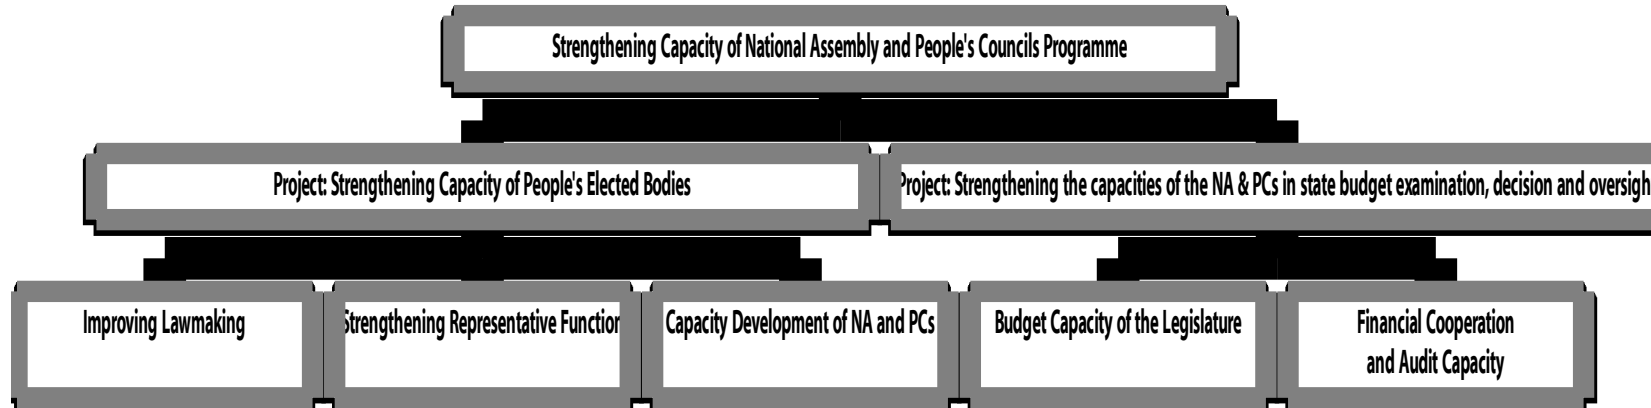 Strengthening Capacity of National Assembly and People's Councils Programme
Project: Strengthening Capacity of People's Elected Bodies
Project: Strengthening the capacities of the NA & PCs in state budget examination, decision and oversigh
Improving Lawmaking
Strengthening Representative Function
Capacity Development of NA and PCs
Budget Capacity of the Legislature
Financial Cooperation
and Audit Capacity